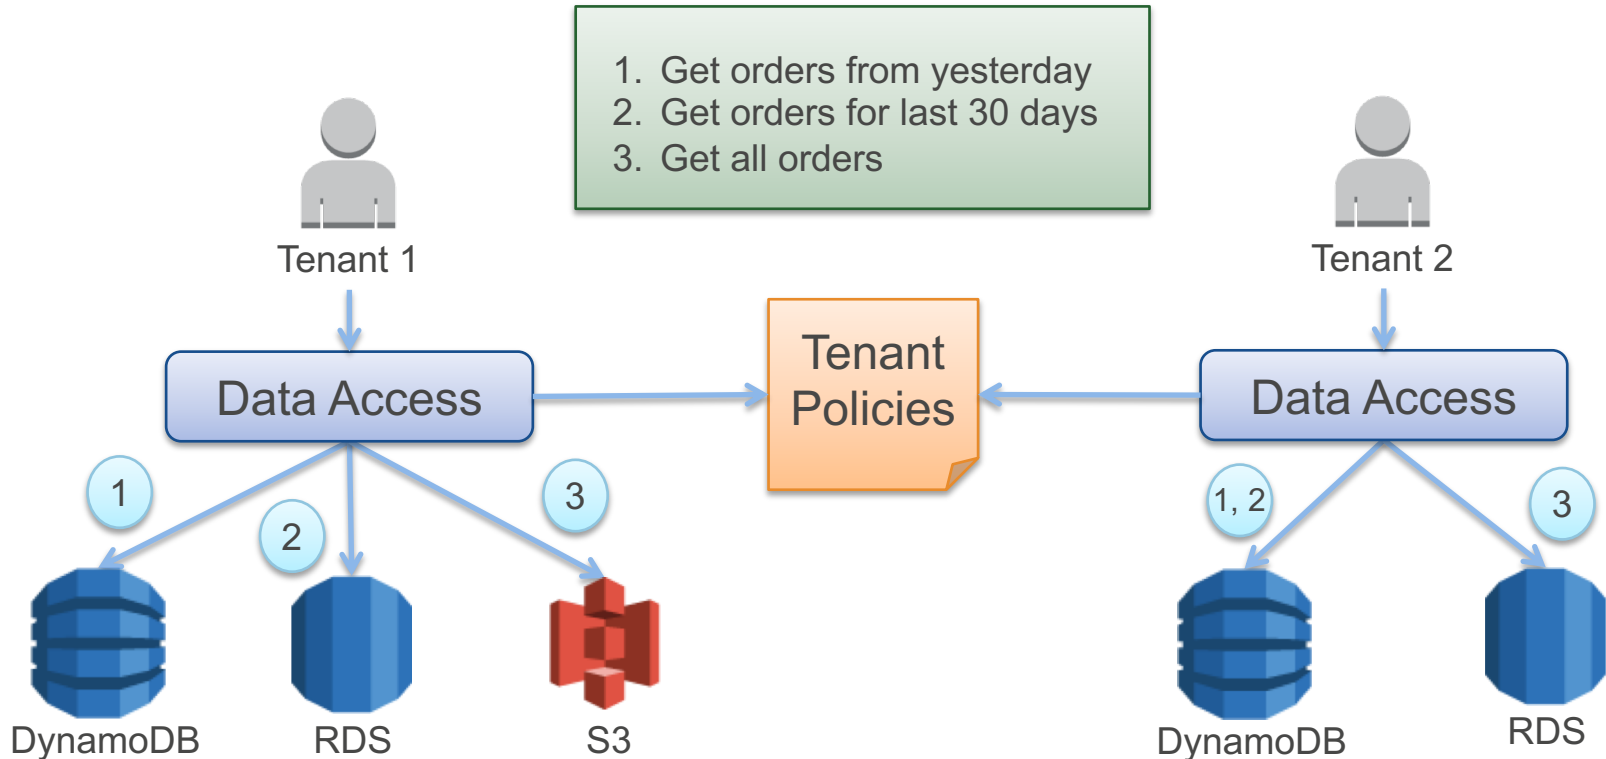 1. Get orders from yesterday
2. Get orders for last 30 days
3. Get all orders
Tenant 1
Tenant 2
Data Access
Tenant
Policies
Data Access
1
2
3
1, 2
3
DynamoDB
RDS
S3
DynamoDB
RDS